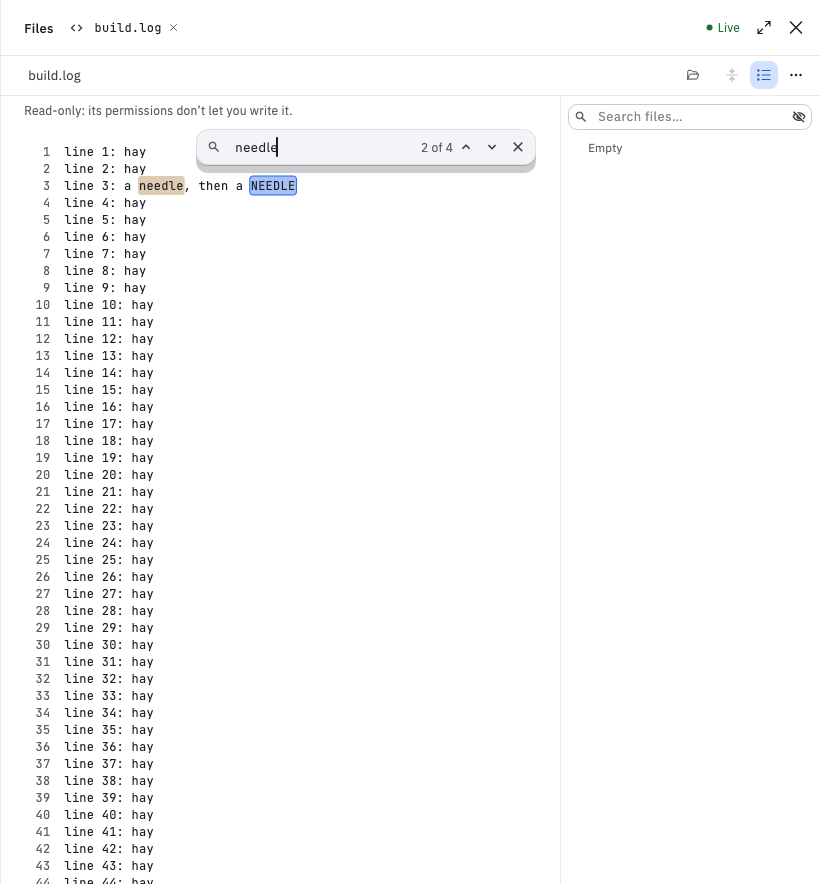 Files <> build.log × Live
build.log
Read-only: its permissions don’t let you write it.
Search files...
needle 2 of 4
Empty
1 line 1: hay
2 line 2: hay
3 line 3: a needle, then a NEEDLE
4 line 4: hay
5 line 5: hay
6 line 6: hay
7 line 7: hay
8 line 8: hay
9 line 9: hay
10 line 10: hay
11 line 11: hay
12 line 12: hay
13 line 13: hay
14 line 14: hay
15 line 15: hay
16 line 16: hay
17 line 17: hay
18 line 18: hay
19 line 19: hay
20 line 20: hay
21 line 21: hay
22 line 22: hay
23 line 23: hay
24 line 24: hay
25 line 25: hay
26 line 26: hay
27 line 27: hay
28 line 28: hay
29 line 29: hay
30 line 30: hay
31 line 31: hay
32 line 32: hay
33 line 33: hay
34 line 34: hay
35 line 35: hay
36 line 36: hay
37 line 37: hay
38 line 38: hay
39 line 39: hay
40 line 40: hay
41 line 41: hay
42 line 42: hay
43 line 43: hay
44 line 44: hay